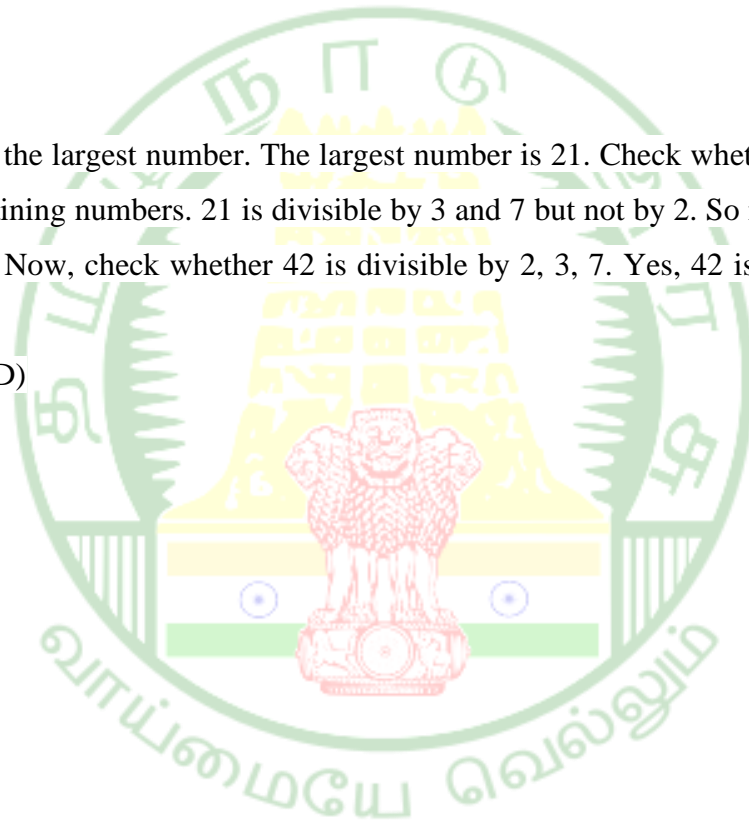 the largest number. The largest number is 21. Check whet
ining numbers. 21 is divisible by 3 and 7 but not by 2. So
Now, check whether 42 is divisible by 2, 3, 7. Yes, 42 is
D)
வாய்மையே வெல்லும்